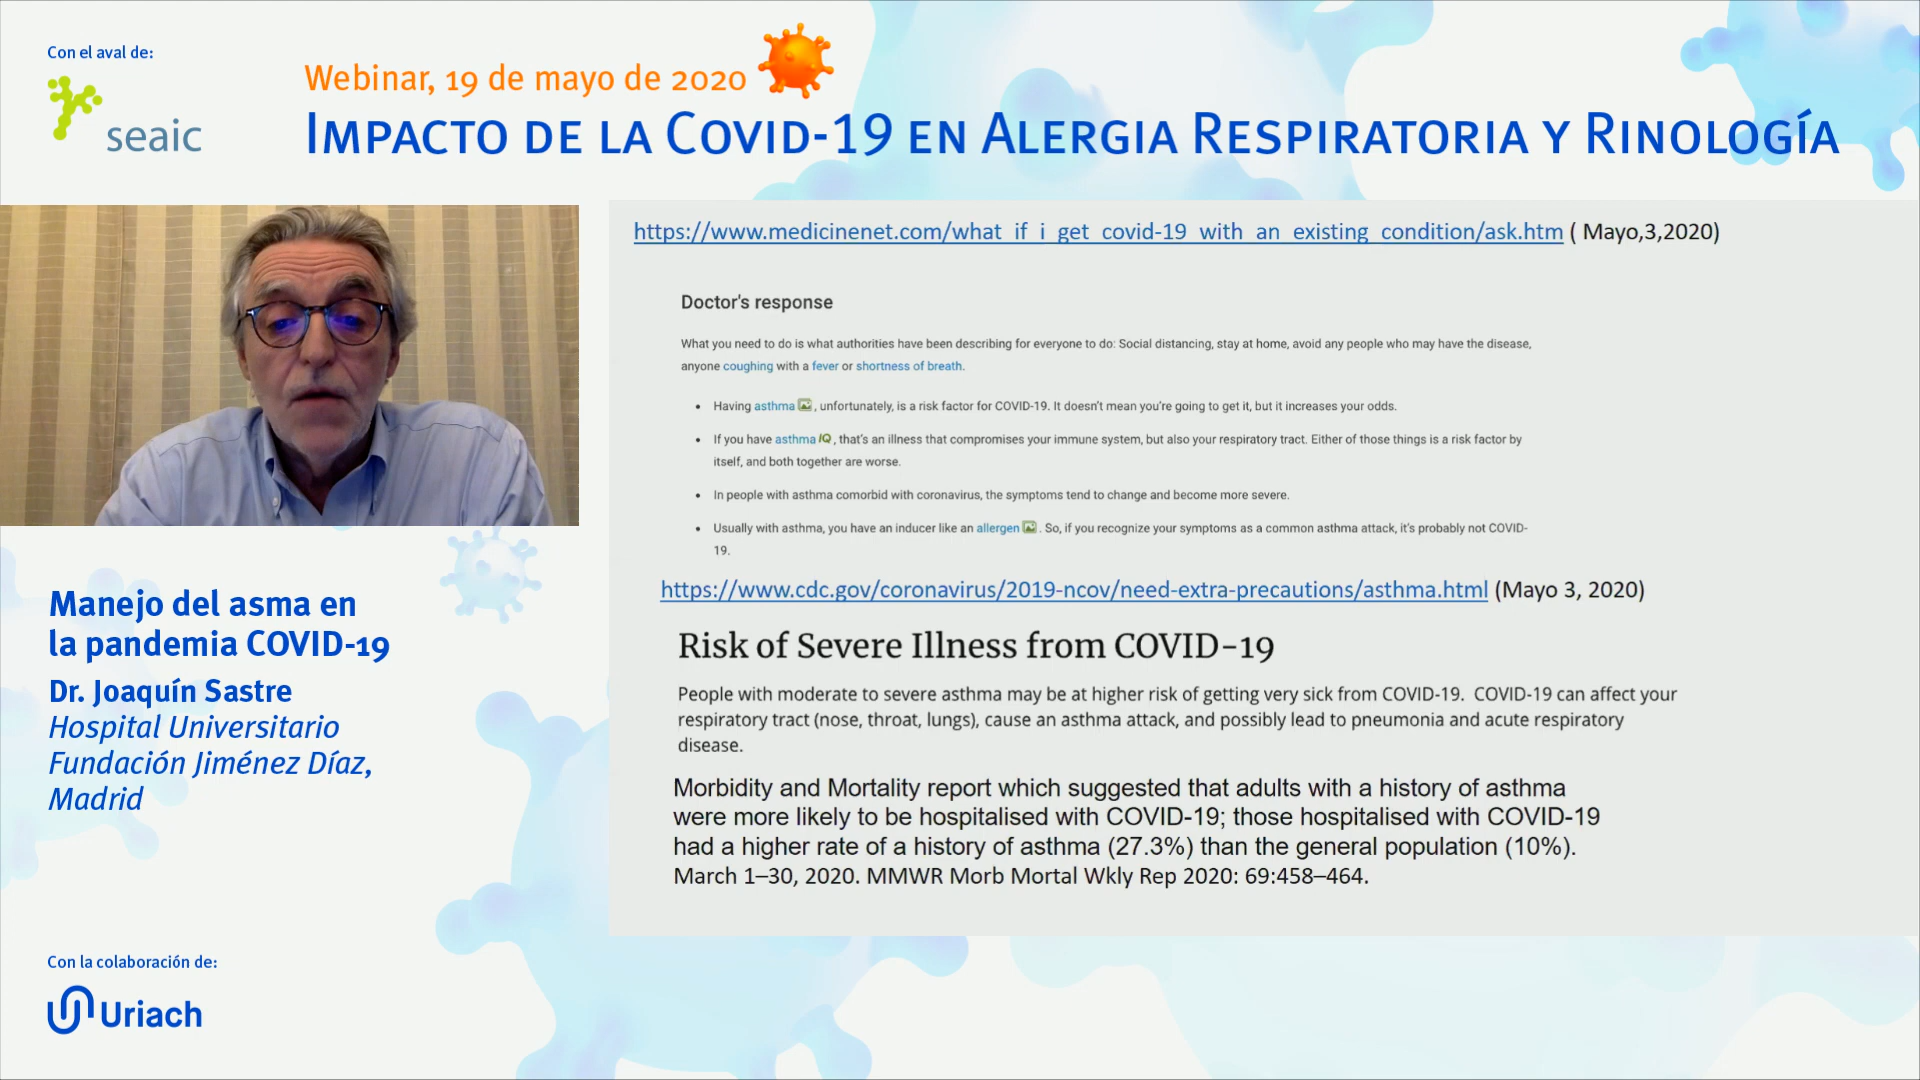 Con el aval de:
seaic
Webinar, 19 de mayo de 2020
IMPACTO DE LA COVID-19 EN ALERGIA RESPIRATORIA Y RINOLOGÍA
https://www.medicinenet.com/what_if_i_get_covid-19_with_an_existing_condition/ask.htm ( Mayo,3,2020)
Doctor's response
What you need to do is what authorities have been describing for everyone to do: Social distancing, stay at home, avoid any people who may have the disease,
anyone coughing with a fever or shortness of breath.
• Having asthma , unfortunately, is a risk factor for COVID-19. It doesn't mean you're going to get it, but it increases your odds.
• If you have asthma IQ , that's an illness that compromises your immune system, but also your respiratory tract. Either of those things is a risk factor by
itself, and both together are worse.
• In people with asthma comorbid with coronavirus, the symptoms tend to change and become more severe.
• Usually with asthma, you have an inducer like an allergen . So, if you recognize your symptoms as a common asthma attack, it's probably not COVID-
19.
https://www.cdc.gov/coronavirus/2019-ncov/need-extra-precautions/asthma.html (Mayo 3, 2020)
Risk of Severe Illness from COVID-19
People with moderate to severe asthma may be at higher risk of getting very sick from COVID-19. COVID-19 can affect your
respiratory tract (nose, throat, lungs), cause an asthma attack, and possibly lead to pneumonia and acute respiratory
disease.
Morbidity and Mortality report which suggested that adults with a history of asthma
were more likely to be hospitalised with COVID-19; those hospitalised with COVID-19
had a higher rate of a history of asthma (27.3%) than the general population (10%).
March 1–30, 2020. MMWR Morb Mortal Wkly Rep 2020: 69:458–464.
Manejo del asma en
la pandemia COVID-19
Dr. Joaquín Sastre
Hospital Universitario
Fundación Jiménez Díaz,
Madrid
Con la colaboración de:
Uriach